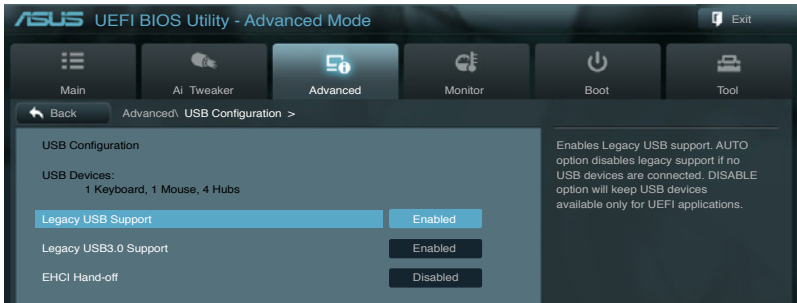 ASUS UEFI BIOS Utility - Advanced Mode
Exit
Main
Ai Tweaker
Advanced
Monitor
Boot
Tool
Back
Advanced\ USB Configuration >
USB Configuration
USB Devices:
1 Keyboard, 1 Mouse, 4 Hubs
Legacy USB Support Enabled
Legacy USB3.0 Support Enabled
EHCI Hand-off Disabled
Enables Legacy USB support. AUTO
option disables legacy support if no
USB devices are connected. DISABLE
option will keep USB devices
available only for UEFI applications.